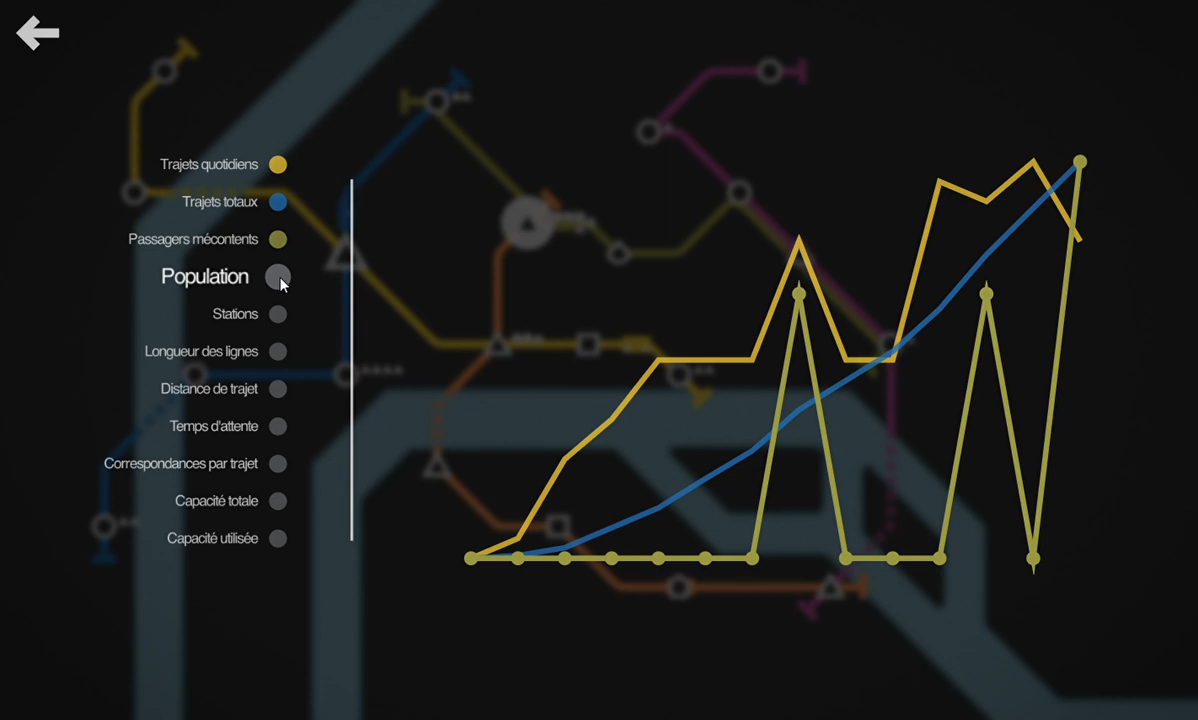 Trajets quotidiens
Trajets totaux
Passagers mécontents
Population
Stations
Longueur des lignes
Distance de trajet
Temps d'attente
Correspondances par trajet
Capacité totale
Capacité utilisée